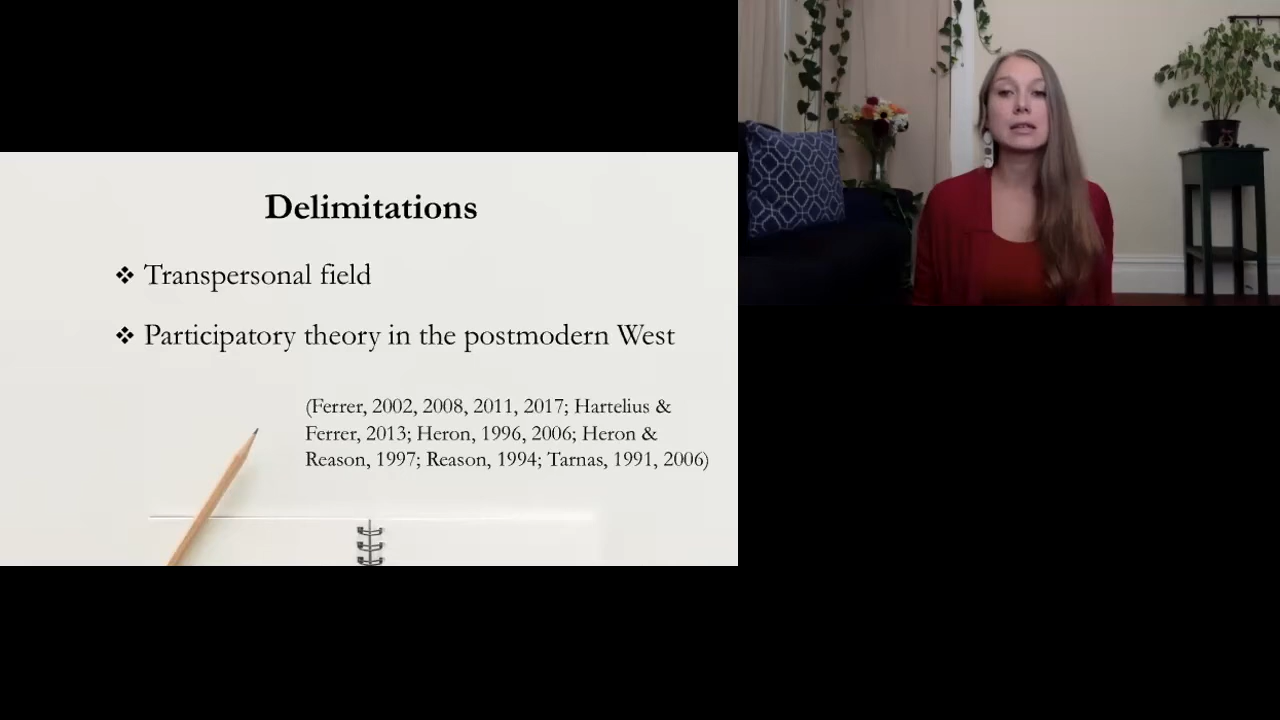 Delimitations
❖ Transpersonal field
❖ Participatory theory in the postmodern West
(Ferrer, 2002, 2008, 2011, 2017; Hartelius &
Ferrer, 2013; Heron, 1996, 2006; Heron &
Reason, 1997; Reason, 1994; Tarnas, 1991, 2006)